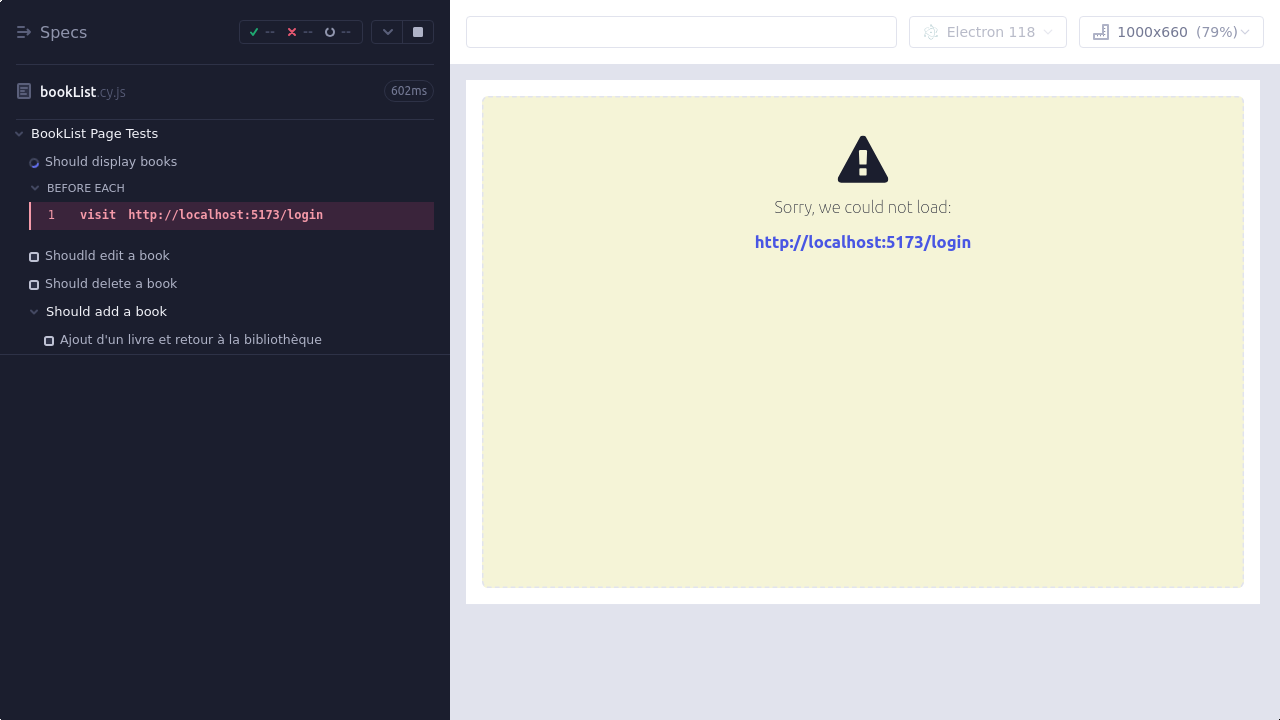 Specs
-- -- --
bookList.cy.js
602ms
BookList Page Tests
Should display books
BEFORE EACH
1 visit http://localhost:5173/login
Shoudld edit a book
Should delete a book
Should add a book
Ajout d'un livre et retour à la bibliothèque
Electron 118
1000x660 (79%)
Sorry, we could not load:
http://localhost:5173/login